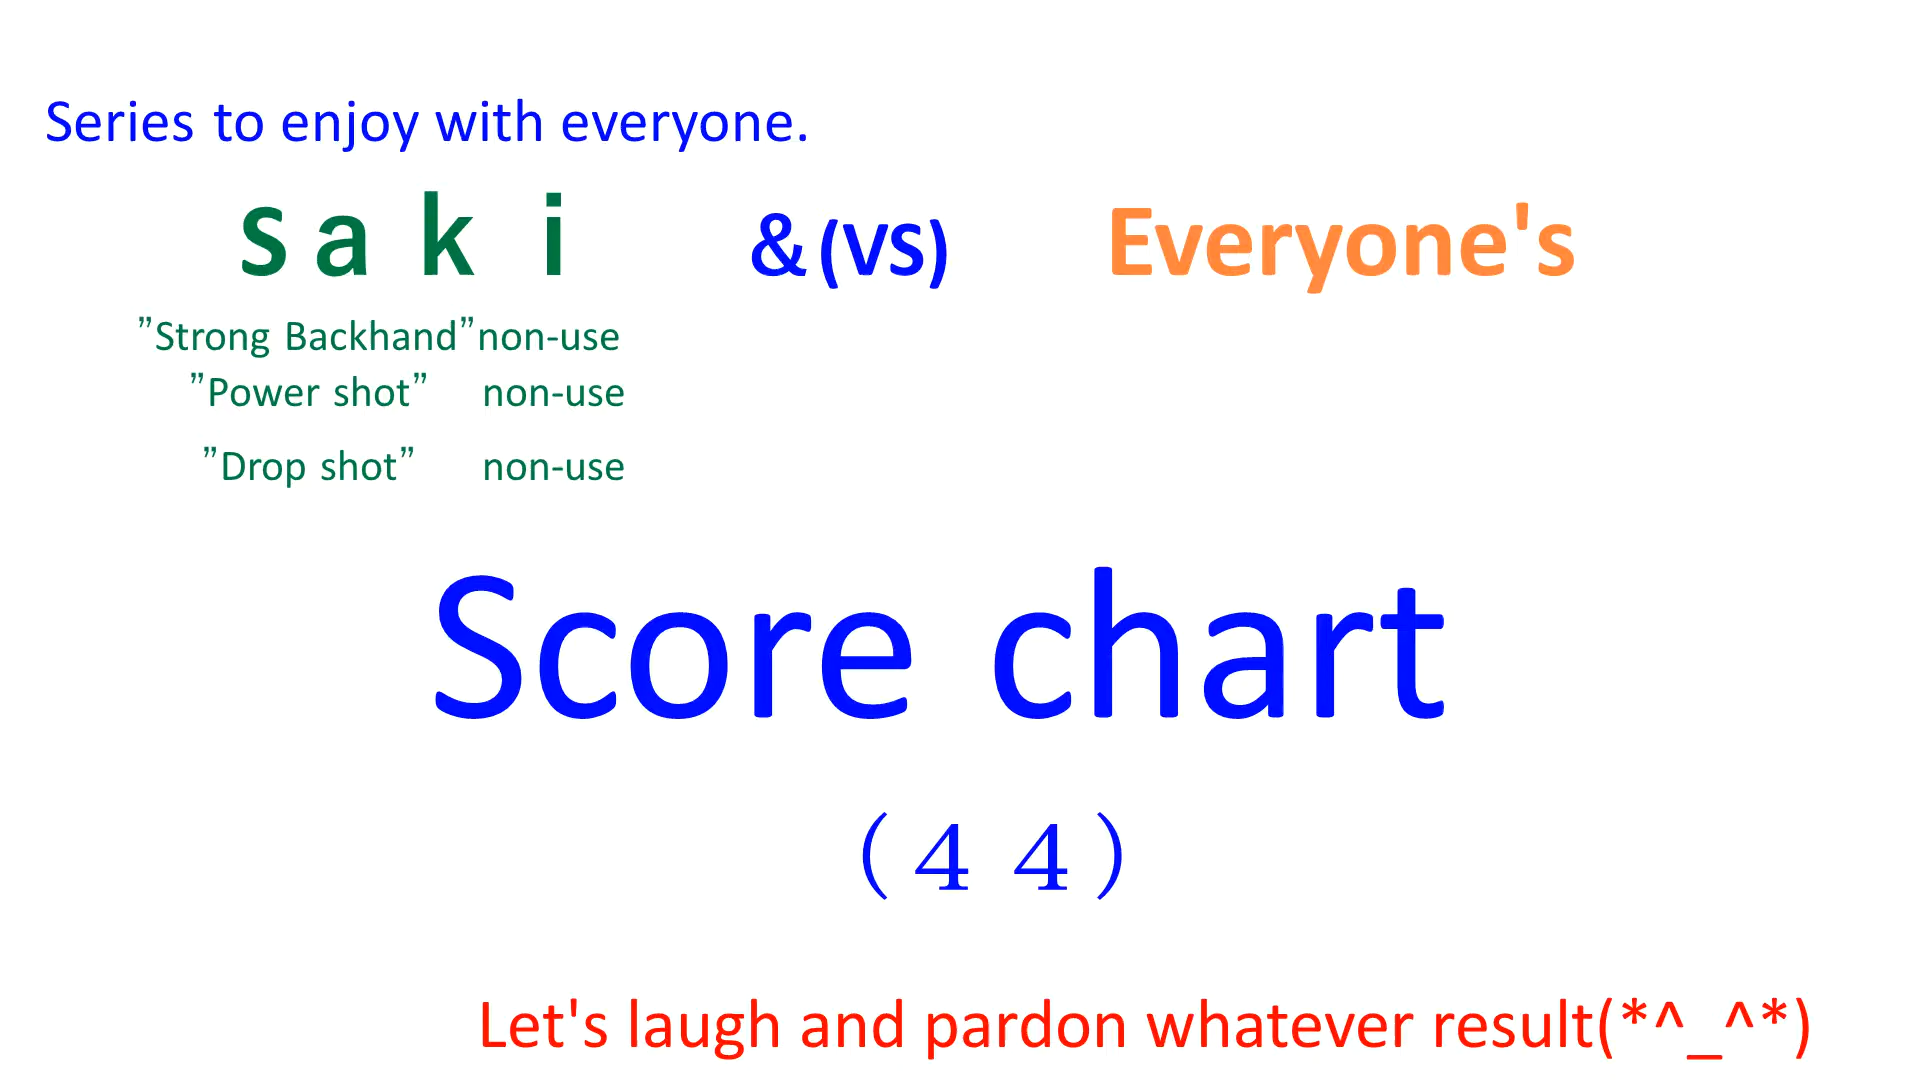 Series to enjoy with everyone.
saki &(VS) Everyone's
”Strong Backhand”non-use
”Power shot” non-use
”Drop shot” non-use
Score chart
（４４）
Let's laugh and pardon whatever result(*^_^*)